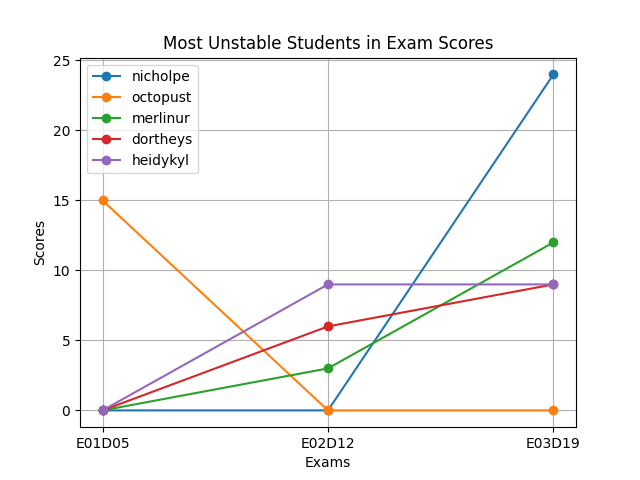 Most Unstable Students in Exam Scores
25
20
15
10
5
0
Scores
nicholpe
octopust
merlinur
dortheys
heidykyl
E01D05 E02D12 E03D19
Exams